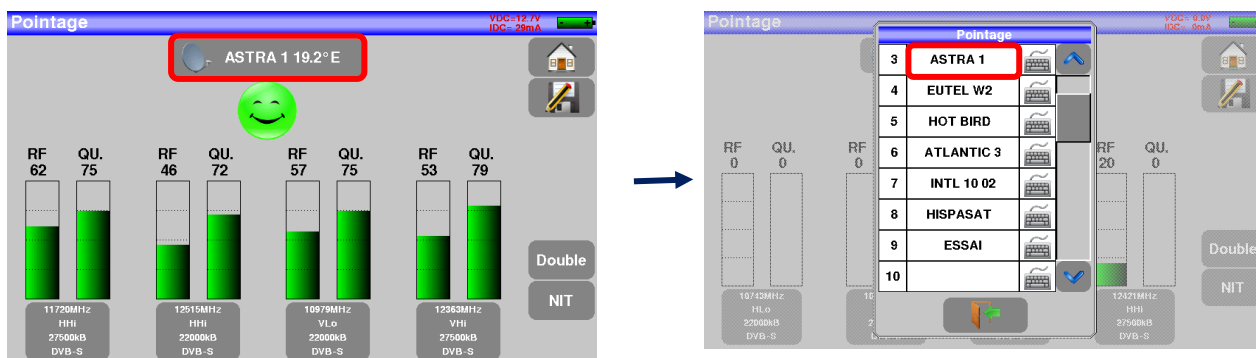 Pointage
VDC=12.7V
IDC= 29mA
ASTRA 1 19.2° E
RF QU. RF QU. RF QU. RF QU.
62 75 46 72 57 75 53 79
Double
NIT
11720MHz 12515MHz 10979MHz 12363MHz
HHi HHi VLo VHi
27500kB 22000kB 22000kB 27500kB
DVB-S DVB-S DVB-S DVB-S
Pointage
VDC= 0.0V
IDC= 0mA
Pointage
3 ASTRA 1
4 EUTEL W2
5 HOT BIRD
6 ATLANTIC 3
7 INTL 10 02
8 HISPASAT
9 ESSAI
10
RF QU. RF RF QU.
0 0 0 20 0
Double
NIT
10743MHz 12421MHz
HLo HHi
22000kB 27500kB
DVB-S DVB-S